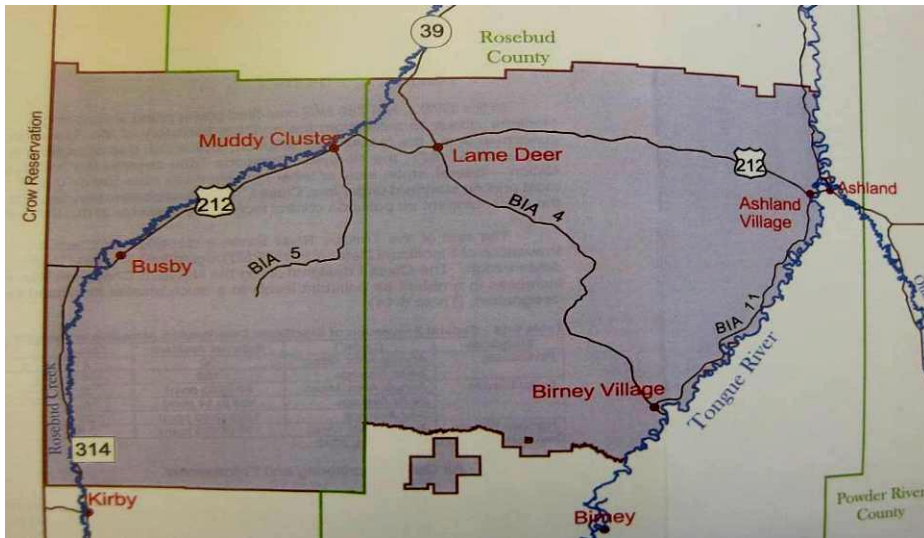 39
Rosebud
County
Crow Reservation
Muddy Cluster
Lame Deer
212
212
Ashland
Ashland
Village
Busby
BIA 5
BIA 4
BIA 11
Birney Village
Tongue River
Rosebud Creek
314
Kirby
Birney
Powder River
County